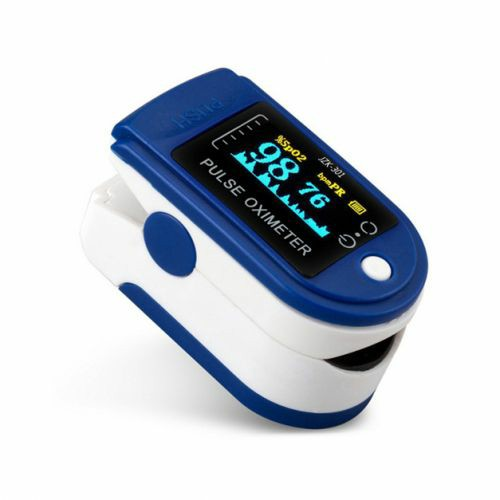 PUSH
%SpO2
98
bpmPR
76
JZK-301
PULSE OXIMETER